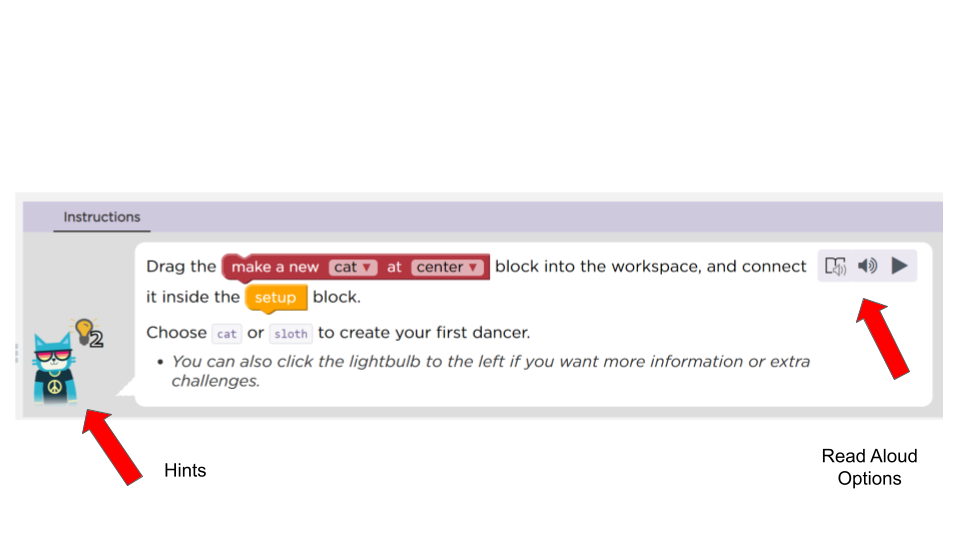 Instructions
Drag the make a new cat ▼ at center ▼ block into the workspace, and connect
it inside the setup block.
2
Choose cat or sloth to create your first dancer.
• You can also click the lightbulb to the left if you want more information or extra
challenges.
Hints
Read Aloud
Options